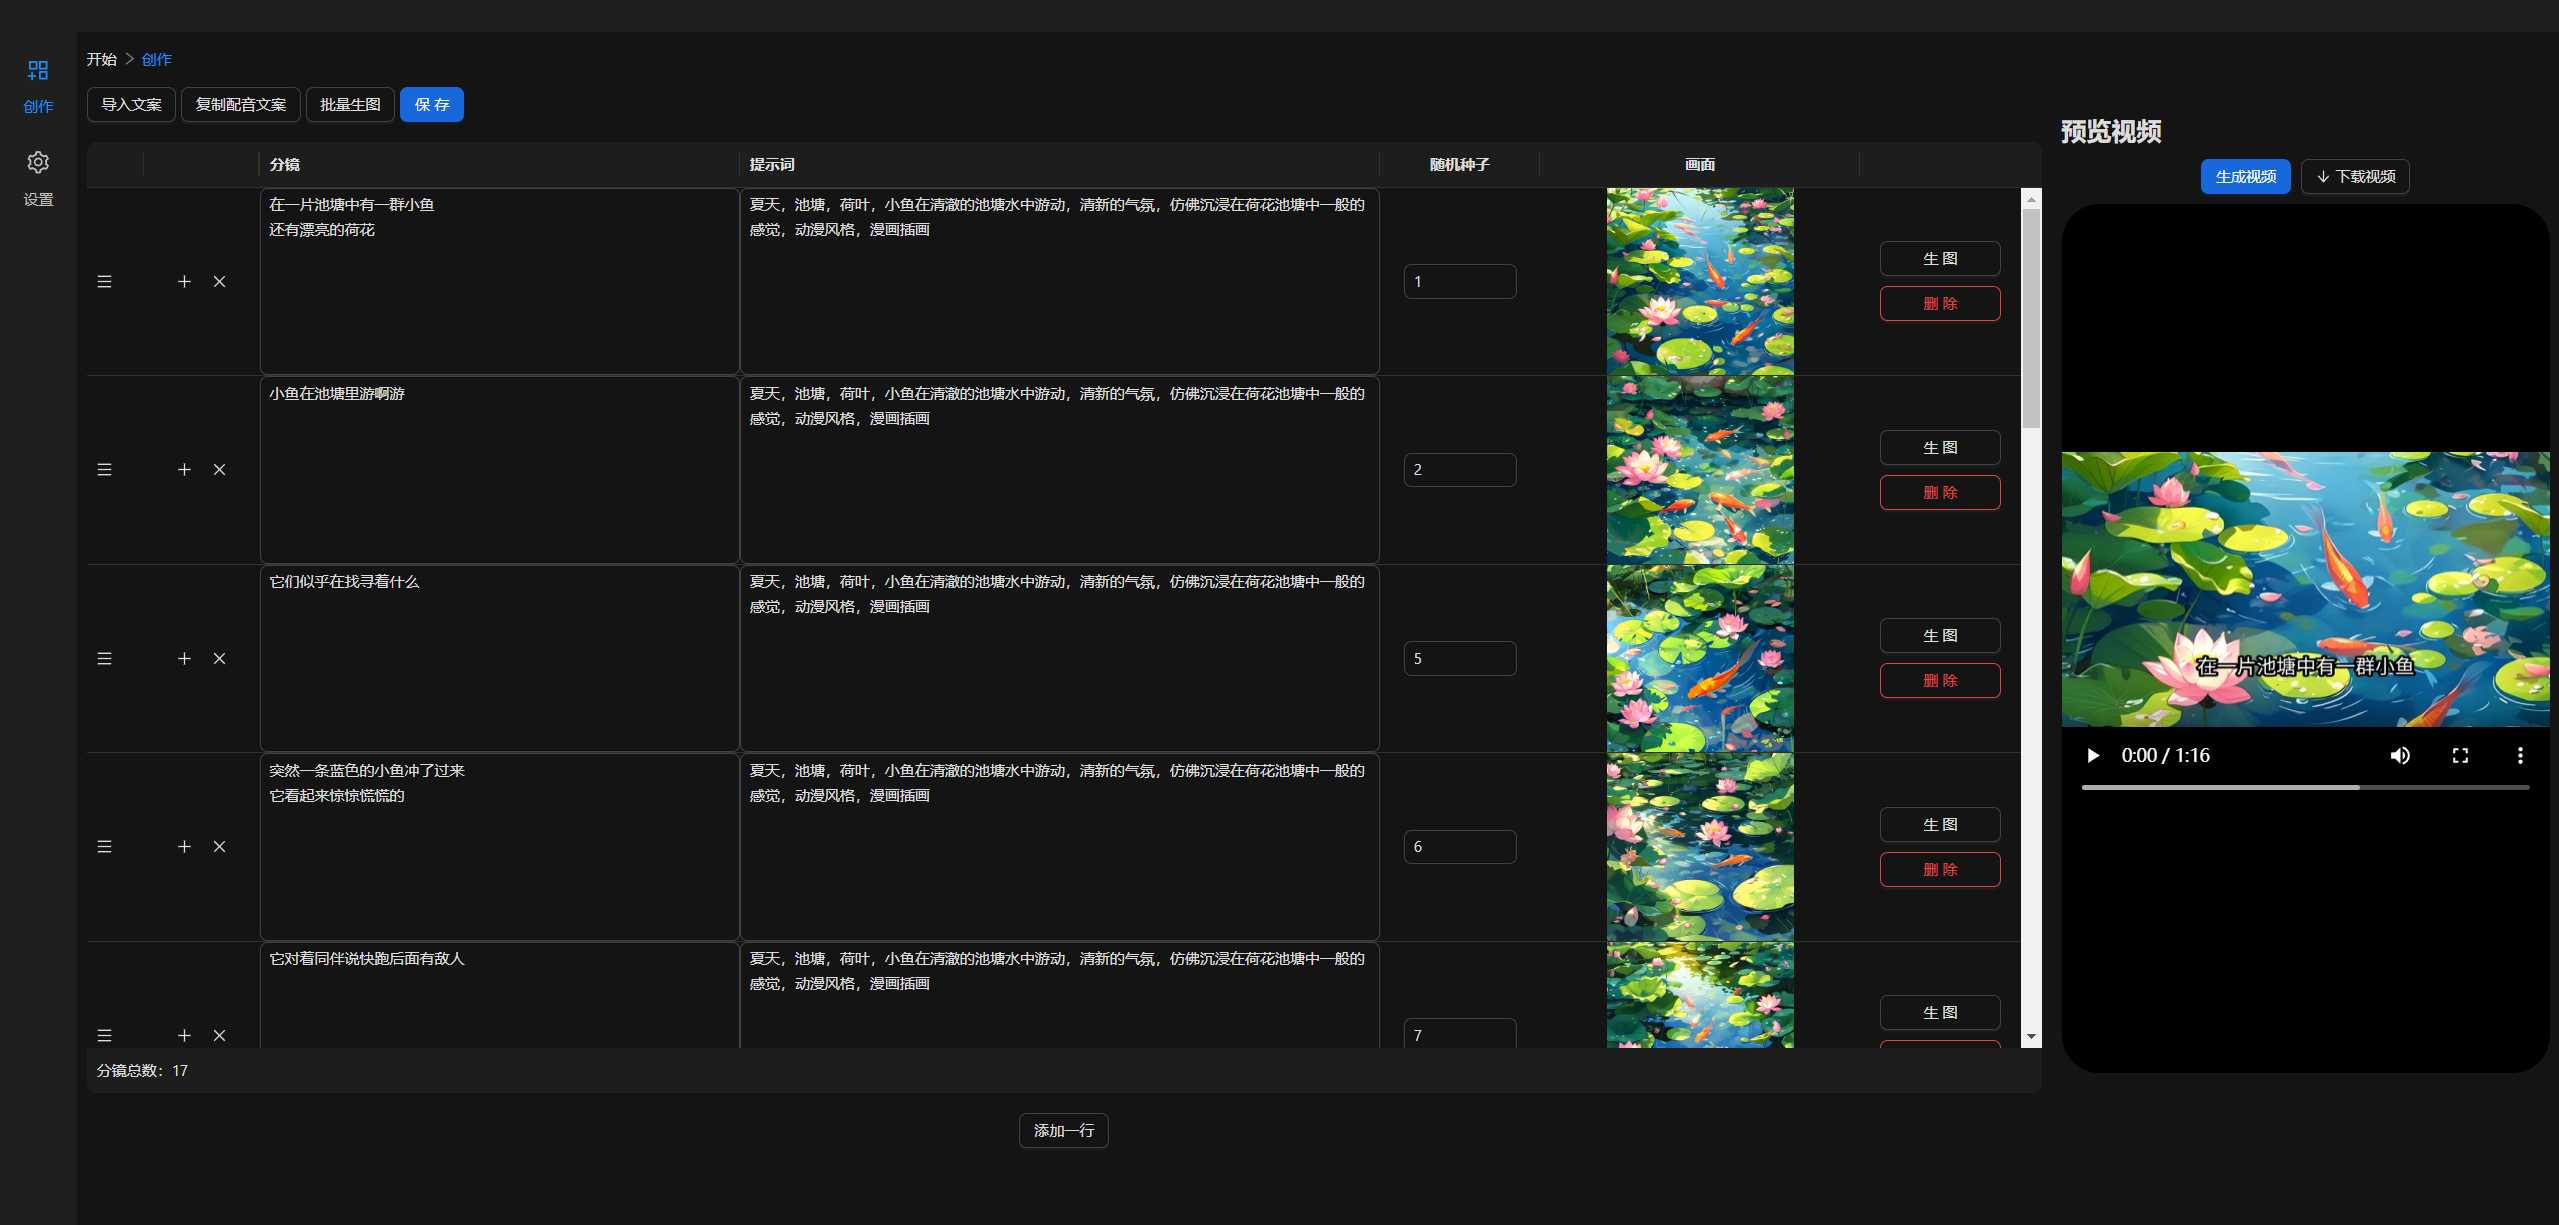 开始 > 创作
创作
设置
导入文案 复制配音文案 批量生图 保 存
分镜 提示词 随机种子 画面
在一片池塘中有一群小鱼
还有漂亮的荷花
夏天，池塘，荷叶，小鱼在清澈的池塘水中游动，清新的气氛，仿佛沉浸在荷花池塘中一般的
感觉，动漫风格，漫画插画
1
生 图
删 除
小鱼在池塘里游啊游
夏天，池塘，荷叶，小鱼在清澈的池塘水中游动，清新的气氛，仿佛沉浸在荷花池塘中一般的
感觉，动漫风格，漫画插画
2
生 图
删 除
它们似乎在找寻着什么
夏天，池塘，荷叶，小鱼在清澈的池塘水中游动，清新的气氛，仿佛沉浸在荷花池塘中一般的
感觉，动漫风格，漫画插画
5
生 图
删 除
突然一条蓝色的小鱼冲了过来
它看起来惊惊慌慌的
夏天，池塘，荷叶，小鱼在清澈的池塘水中游动，清新的气氛，仿佛沉浸在荷花池塘中一般的
感觉，动漫风格，漫画插画
6
生 图
删 除
它对着同伴说快跑后面有敌人
夏天，池塘，荷叶，小鱼在清澈的池塘水中游动，清新的气氛，仿佛沉浸在荷花池塘中一般的
感觉，动漫风格，漫画插画
7
生 图
分镜总数：17
添加一行
预览视频
生成视频 下载视频
在一片池塘中有一群小鱼
0:00 / 1:16